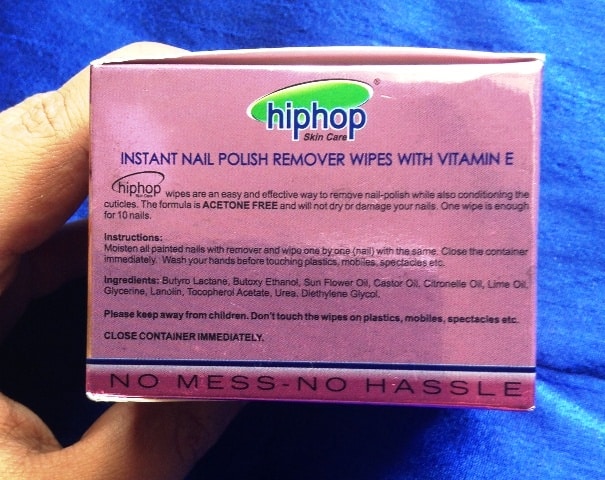 hiphop®
Skin Care
INSTANT NAIL POLISH REMOVER WIPES WITH VITAMIN E
hiphop Skin Care wipes are an easy and effective way to remove nail-polish while also conditioning the
cuticles. The formula is ACETONE FREE and will not dry or damage your nails. One wipe is enough
for 10 nails.
Instructions:
Moisten all painted nails with remover and wipe one by one (nail) with the same. Close the container
immediately. Wash your hands before touching plastics, mobiles, spectacles etc.
Ingredients: Butyro Lactane, Butoxy Ethanol, Sun Flower Oil, Castor Oil, Citronelle Oil, Lime Oil,
Glycerine, Lanolin, Tocopherol Acetate, Urea, Diethylene Glycol.
Please keep away from children. Don't touch the wipes on plastics, mobiles, spectacles etc.
CLOSE CONTAINER IMMEDIATELY.
NO MESS-NO HASSLE